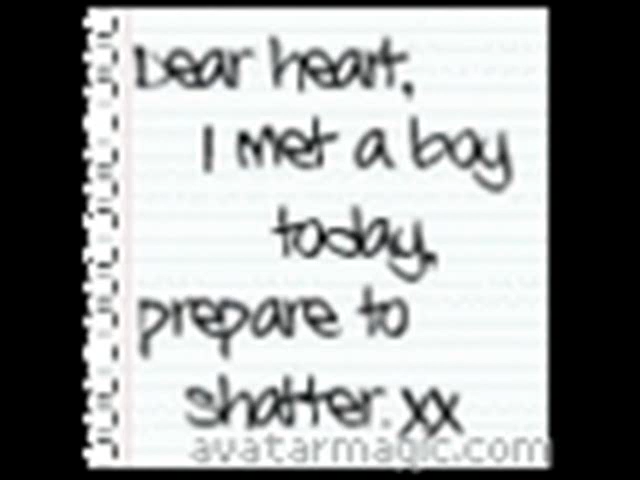 Dear heart,
I met a boy
today,
prepare to
shatter. xx
avatarmagic.com